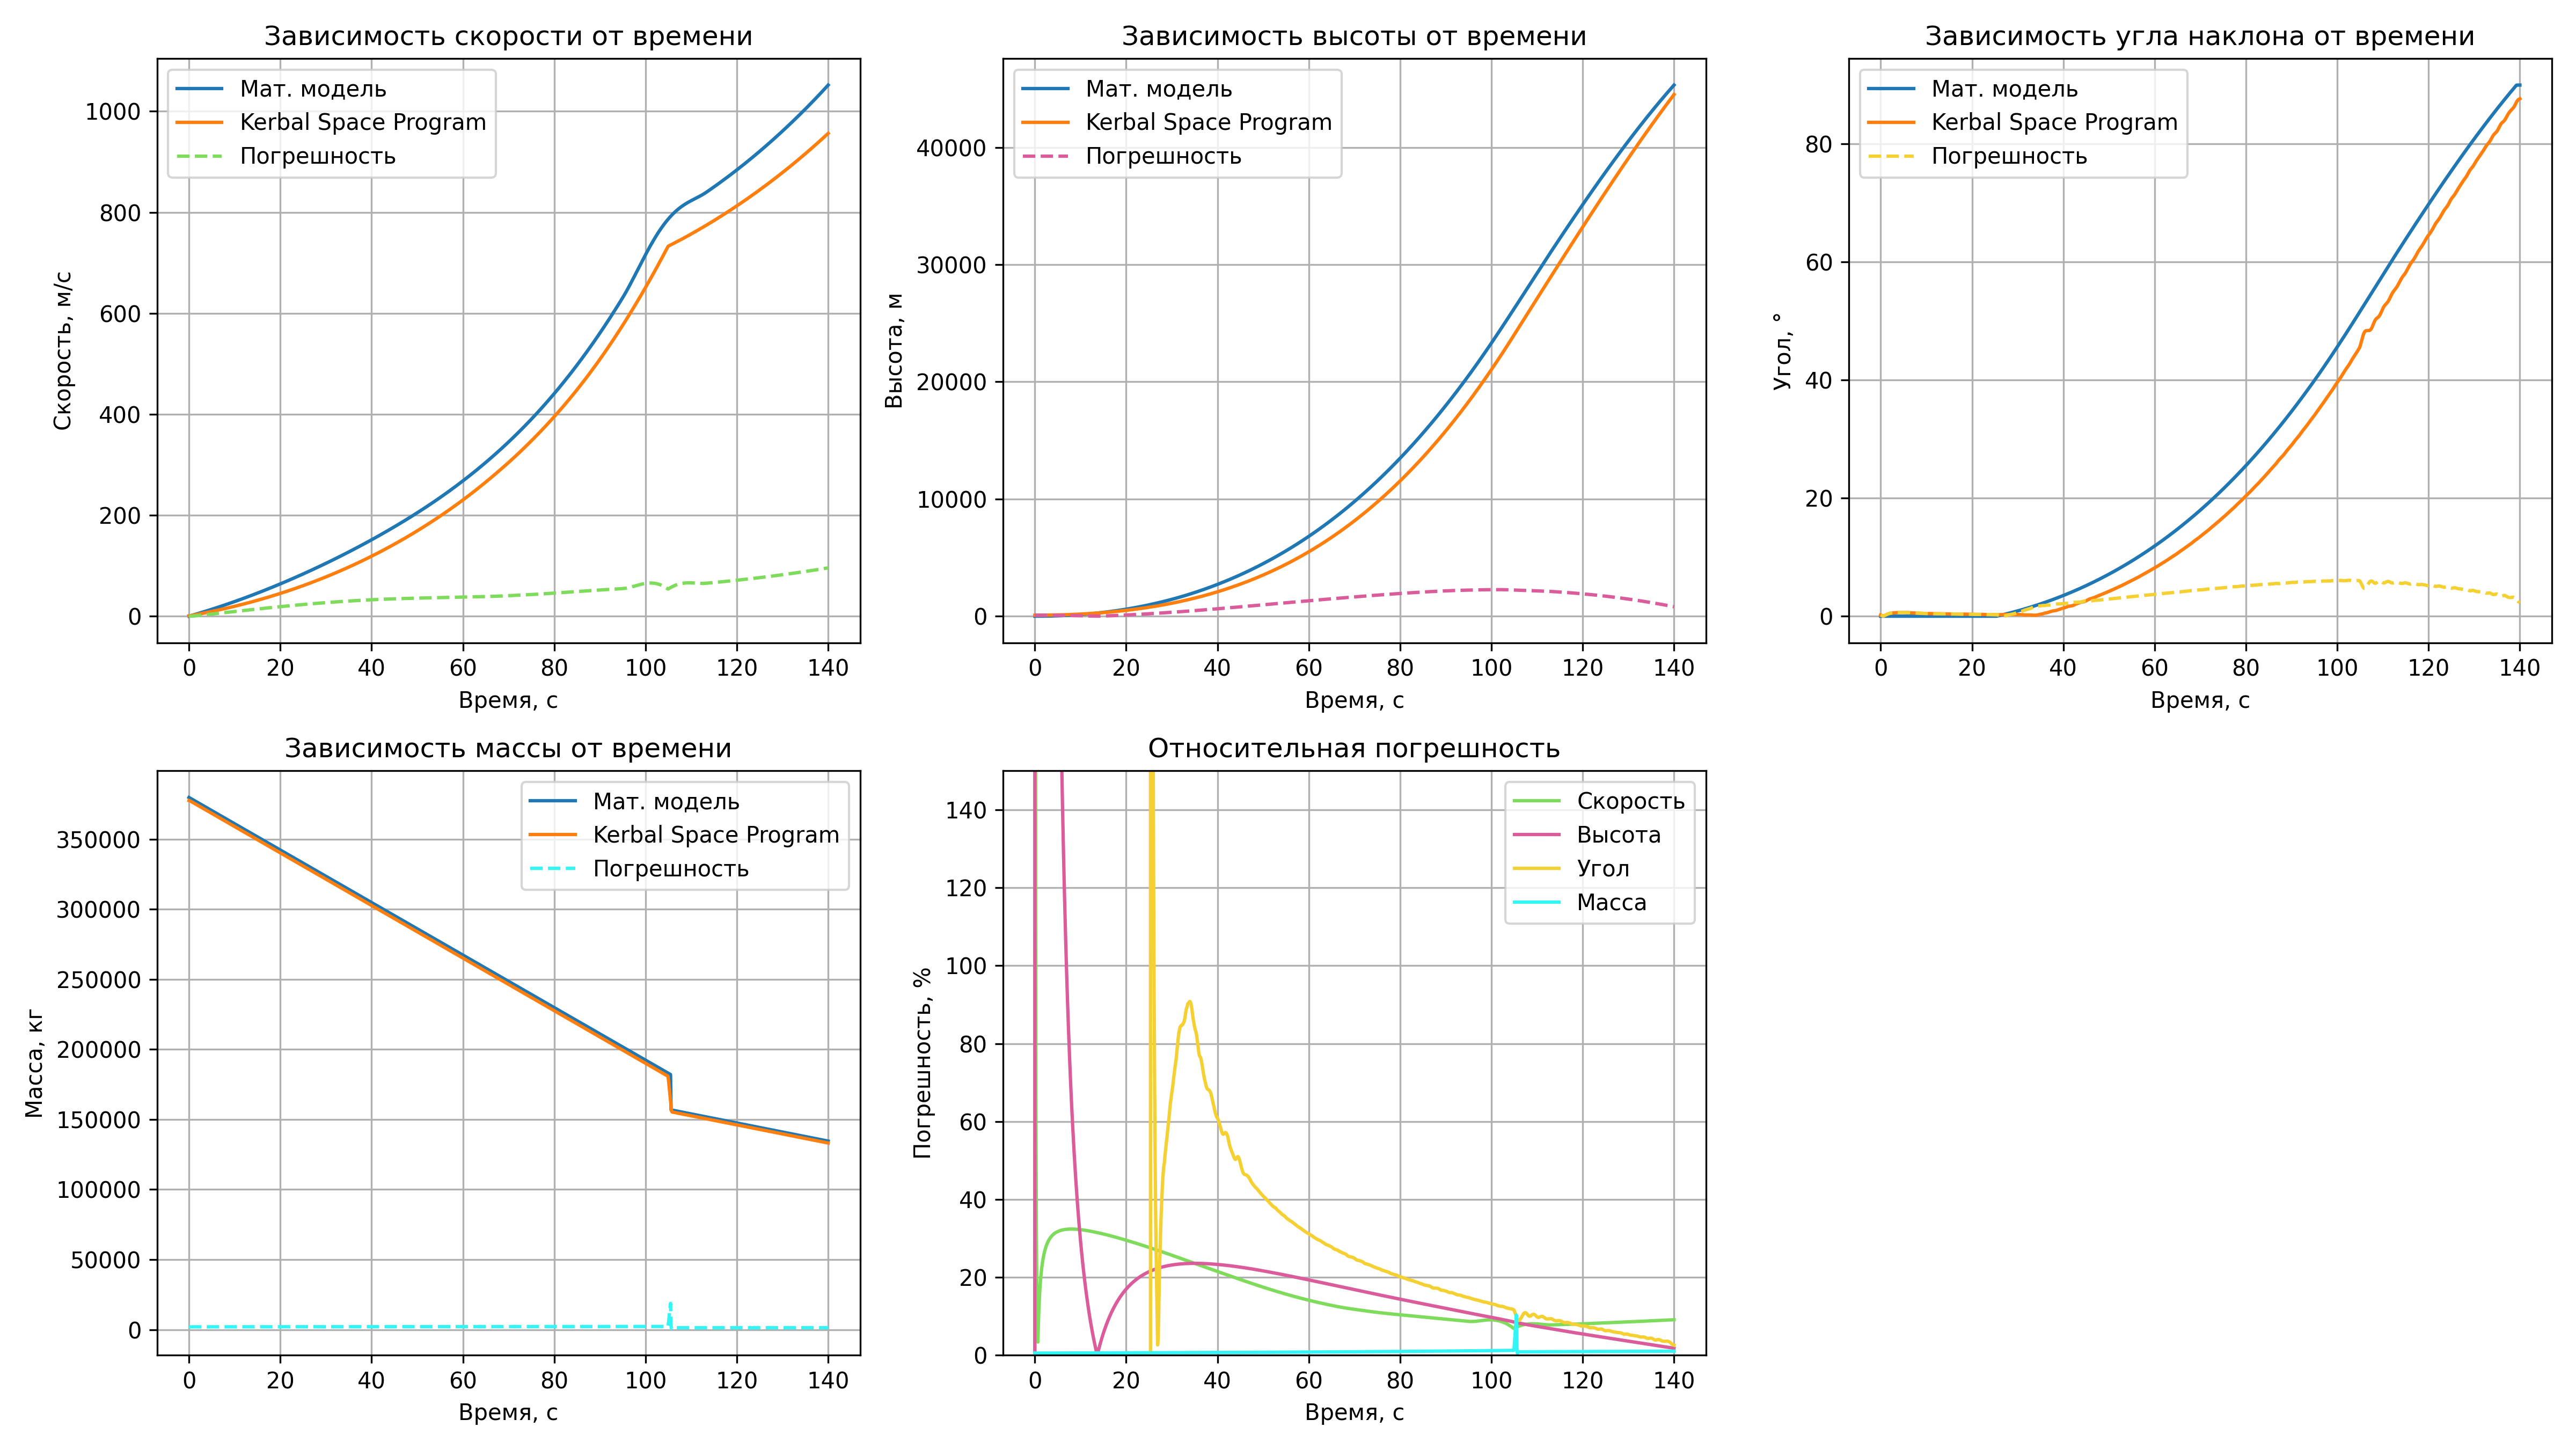 Зависимость скорости от времени
Мат. модель
Kerbal Space Program
Погрешность
Скорость, м/с
1000
800
600
400
200
0
0 20 40 60 80 100 120 140
Время, с
Зависимость высоты от времени
Мат. модель
Kerbal Space Program
Погрешность
Высота, м
40000
30000
20000
10000
0
0 20 40 60 80 100 120 140
Время, с
Зависимость угла наклона от времени
Мат. модель
Kerbal Space Program
Погрешность
Угол, °
80
60
40
20
0
0 20 40 60 80 100 120 140
Время, с
Зависимость массы от времени
Мат. модель
Kerbal Space Program
Погрешность
Масса, кг
350000
300000
250000
200000
150000
100000
50000
0
0 20 40 60 80 100 120 140
Время, с
Относительная погрешность
Скорость
Высота
Угол
Масса
Погрешность, %
140
120
100
80
60
40
20
0
0 20 40 60 80 100 120 140
Время, с